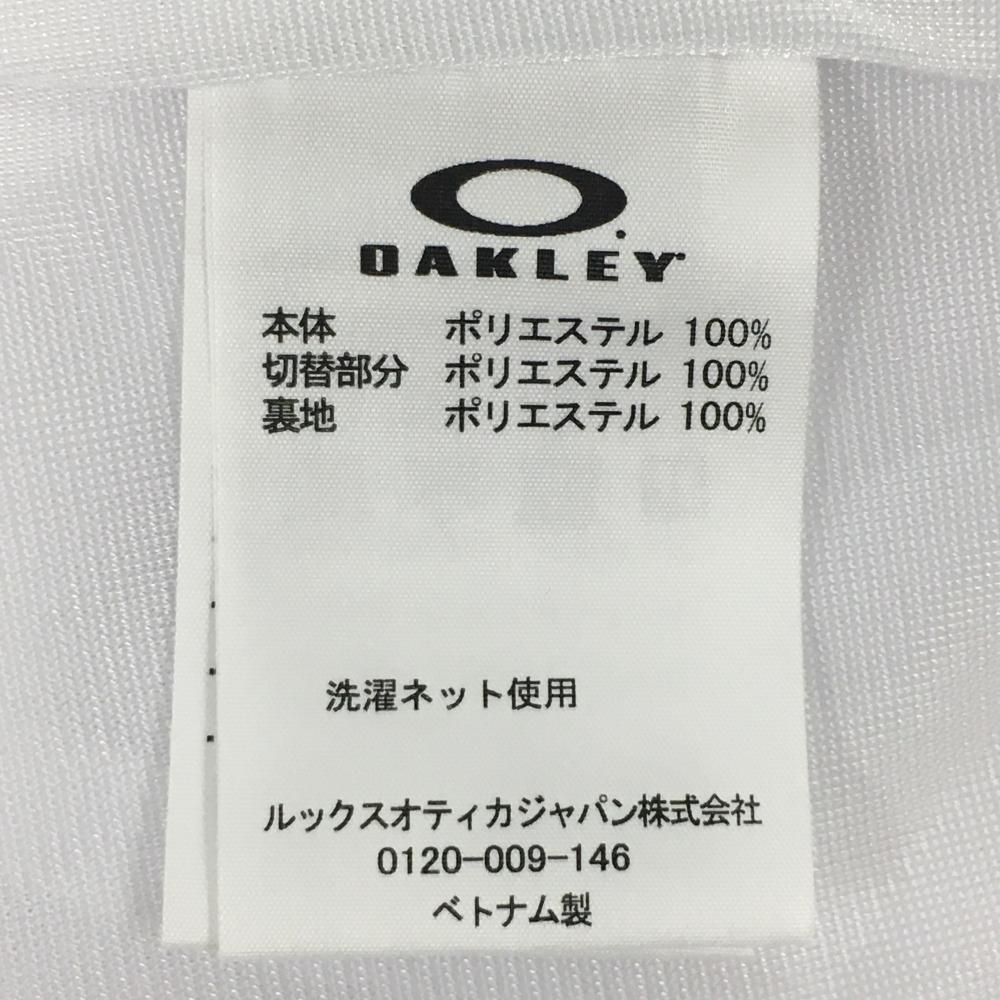 OAKLEY
本体 ポリエステル 100%
切替部分 ポリエステル 100%
裏地 ポリエステル 100%
洗濯ネット使用
ルックスオティカジャパン株式会社
0120-009-146
ベトナム製